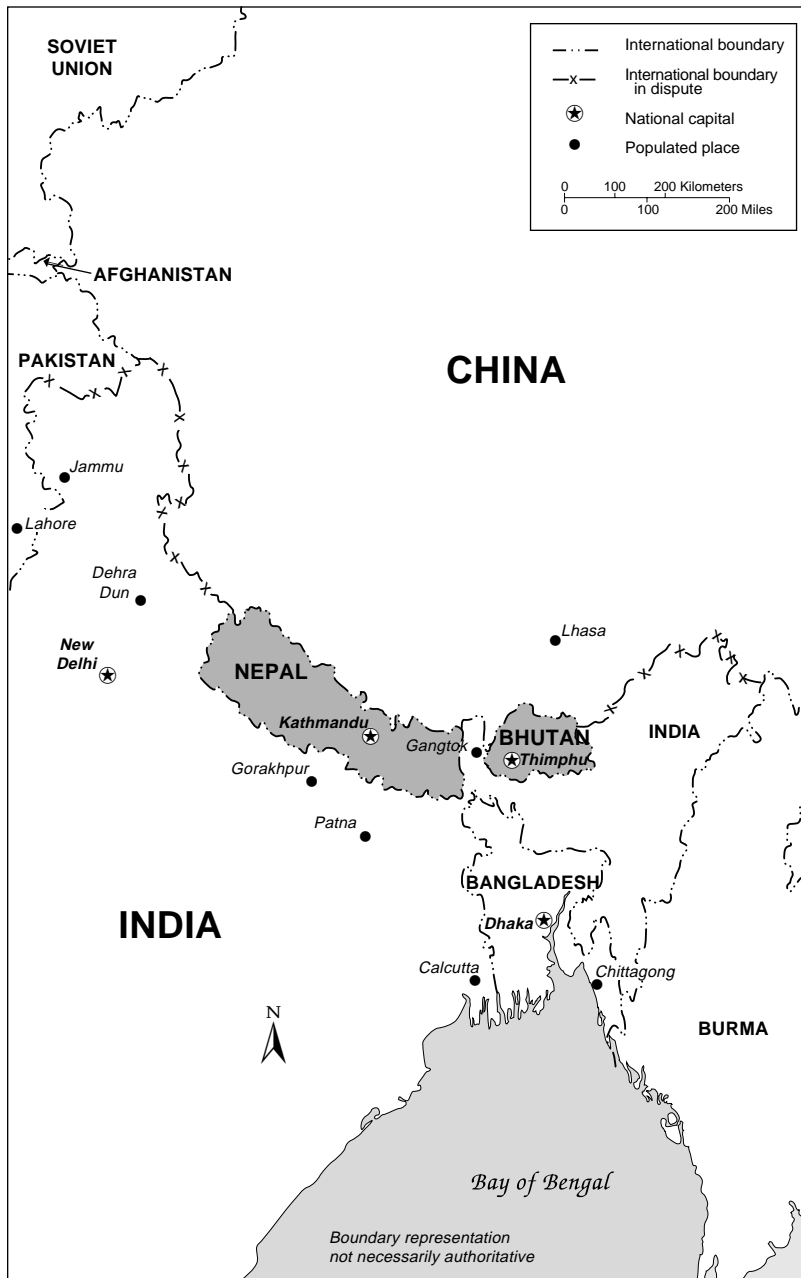 SOVIET
UNION
International boundary
International boundary
in dispute
National capital
Populated place
0 100 200 Kilometers
0 100 200 Miles
AFGHANISTAN
PAKISTAN
CHINA
Jammu
Lahore
Dehra
Dun
New
Delhi
Lhasa
NEPAL
Kathmandu
Gangtok
BHUTAN
Thimphu
INDIA
Gorakhpur
Patna
BANGLADESH
INDIA
Dhaka
Calcutta
Chittagong
N
BURMA
Bay of Bengal
Boundary representation
not necessarily authoritative